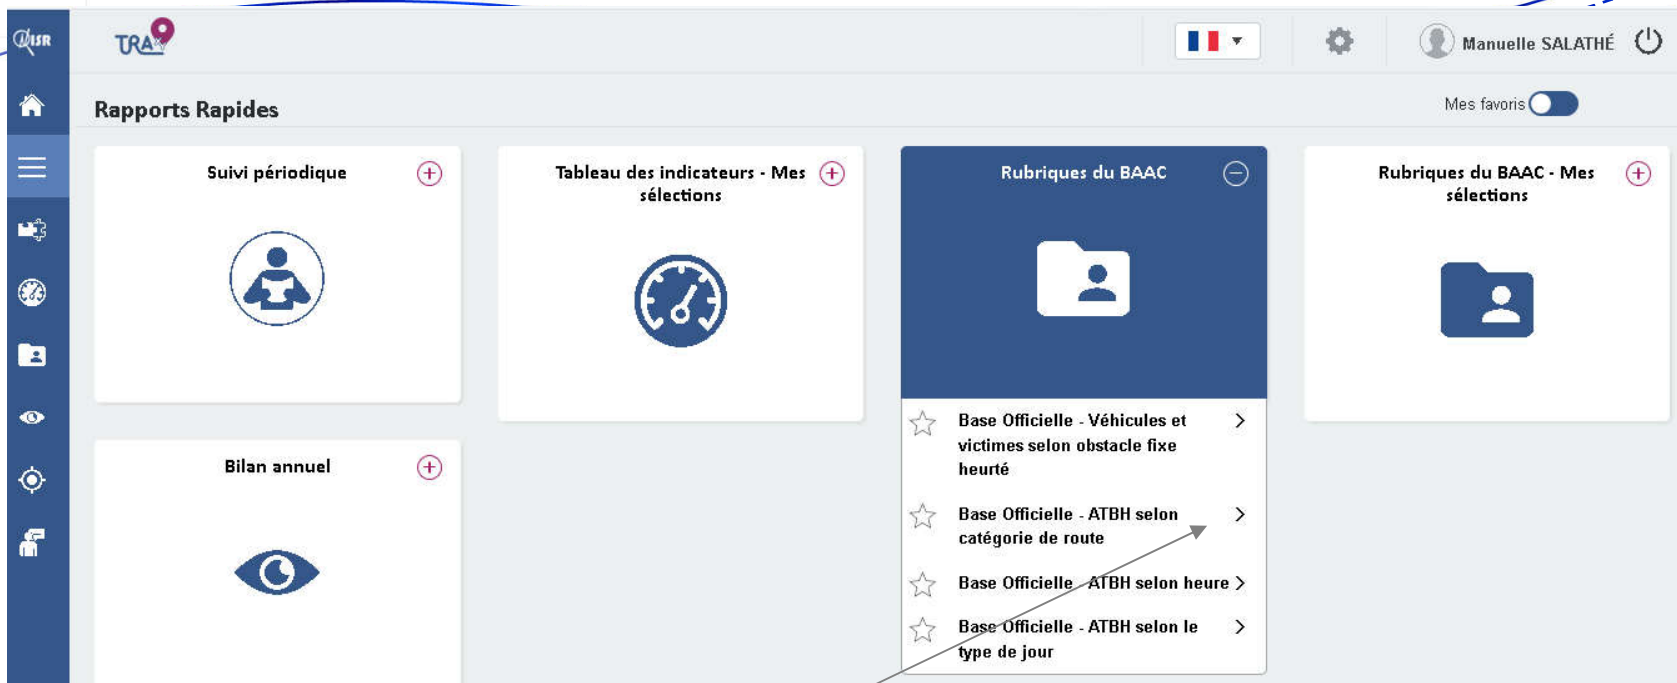 ONISR
TRAxy
Manuelle SALATHÉ
Rapports Rapides
Mes favoris
Suivi périodique
Tableau des indicateurs - Mes
sélections
Rubriques du BAAC
Rubriques du BAAC - Mes
sélections
Base Officielle - Véhicules et
victimes selon obstacle fixe
heurté
Base Officielle - ATBH selon
catégorie de route
Base Officielle - ATBH selon heure
Base Officielle - ATBH selon le
type de jour
Bilan annuel